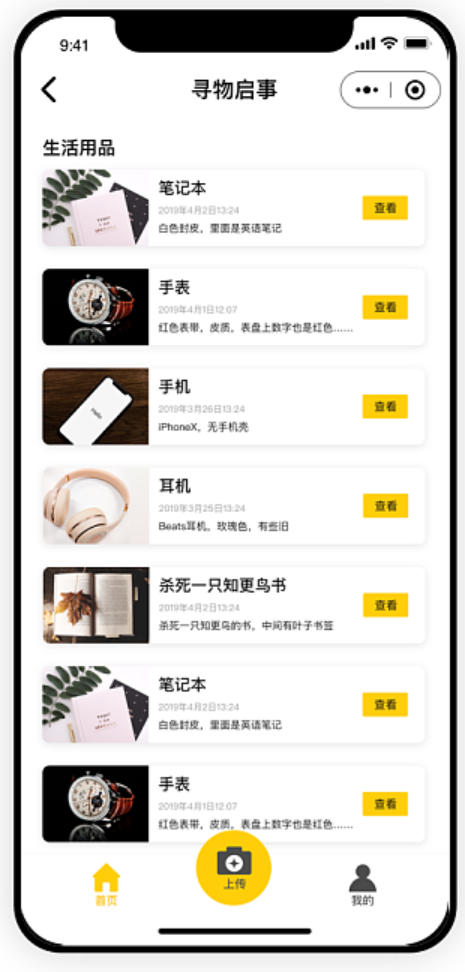 9:41
寻物启事
生活用品
笔记本
2019年4月2日13:24
白色封皮，里面是英语笔记
查看
手表
2019年4月1日12:07
红色表带，皮质，表盘上数字也是红色......
查看
手机
2019年3月26日13:24
iPhoneX，无手机壳
查看
耳机
2019年3月25日13:24
Beats耳机，玫瑰色，有些旧
查看
杀死一只知更鸟书
2019年4月2日13:24
杀死一只知更鸟的书，中间有叶子书签
查看
笔记本
2019年4月2日13:24
白色封皮，里面是英语笔记
查看
手表
2019年4月1日12:07
红色表带，皮质，表盘上数字也是红色......
查看
首页
上传
我的